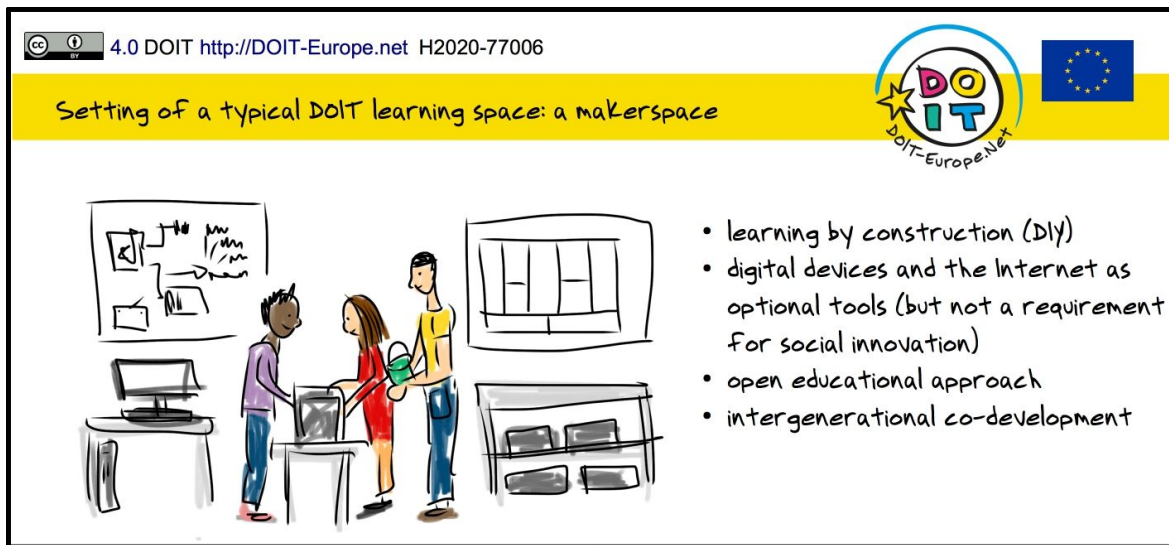 cc BY 4.0 DOIT http://DOIT-Europe.net H2020-77006
DO
IT
DOIT-Europe.Net
Setting of a typical DOIT learning space: a makerspace
• learning by construction (DIY)
• digital devices and the Internet as
optional tools (but not a requirement
for social innovation)
• open educational approach
• intergenerational co-development